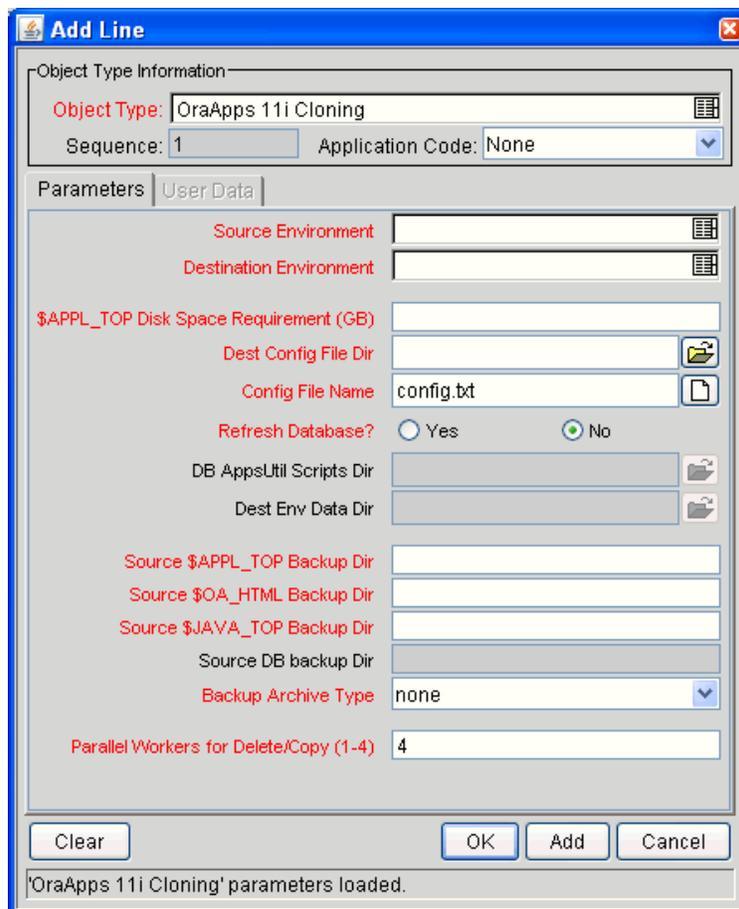 Add Line
Object Type Information
Object Type: OraApps 11i Cloning
Sequence: 1 Application Code: None
Parameters User Data
Source Environment
Destination Environment
$APPL_TOP Disk Space Requirement (GB)
Dest Config File Dir
Config File Name config.txt
Refresh Database? Yes No
DB AppsUtil Scripts Dir
Dest Env Data Dir
Source $APPL_TOP Backup Dir
Source $OA_HTML Backup Dir
Source $JAVA_TOP Backup Dir
Source DB backup Dir
Backup Archive Type none
Parallel Workers for Delete/Copy (1-4) 4
Clear OK Add Cancel
'OraApps 11i Cloning' parameters loaded.